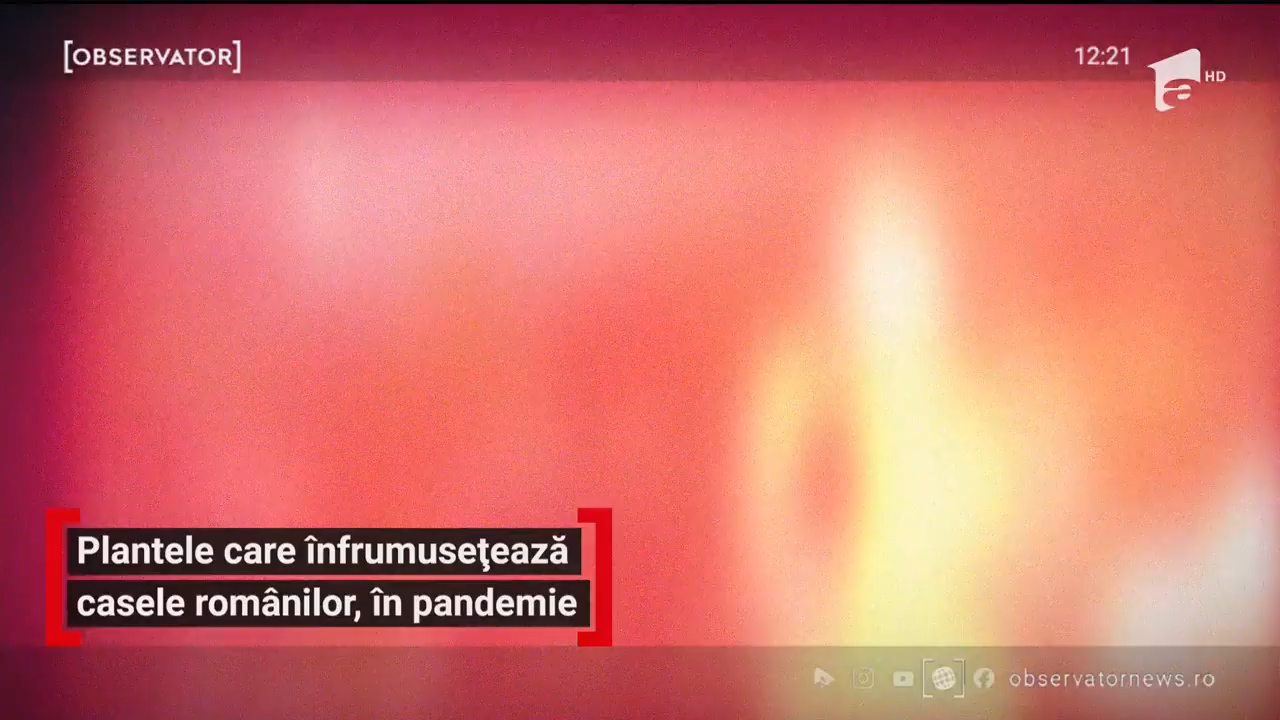 [OBSERVATOR]
12:21
HD
Plantele care înfrumuseţează
casele românilor, în pandemie
observatornews.ro